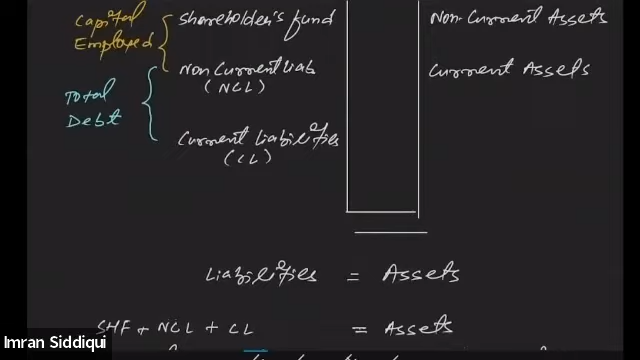 Capital
Employed
Shareholder's fund
Non-Current Assets
Non Current Liab
(NCL)
Current Assets
Total
Debt
Current Liabilities
(CL)
Liabilities = Assets
SHF + NCL + CL = Assets
Imran Siddiqui